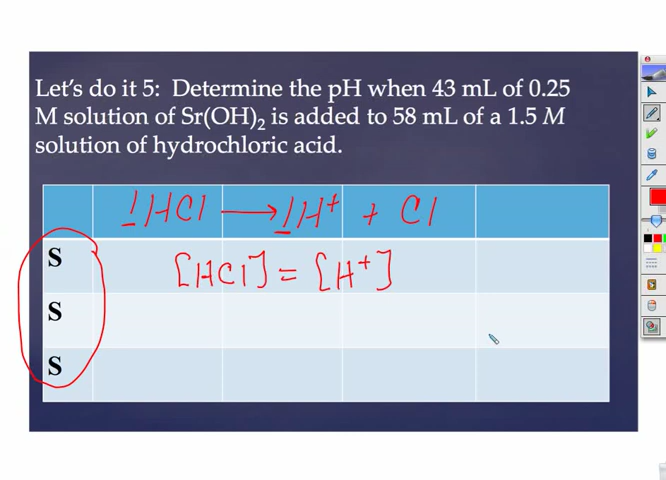 Let's do it 5: Determine the pH when 43 mL of 0.25
M solution of Sr(OH)₂ is added to 58 mL of a 1.5 M
solution of hydrochloric acid.
1HCl → 1H⁺ + Cl
S [HCl] = [H⁺]
S
S